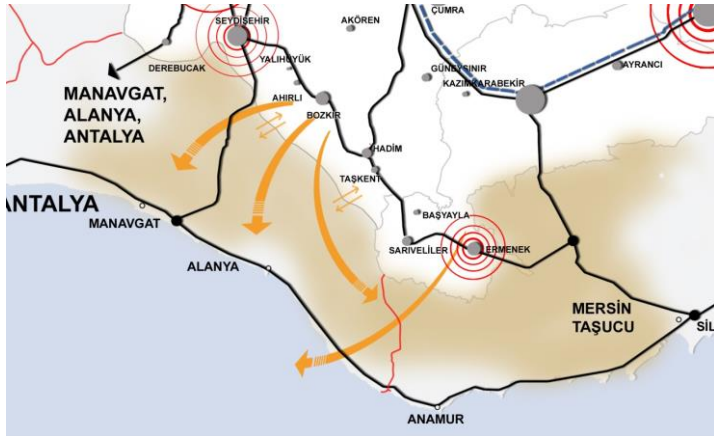 ÇUMRA
AKÖREN
SEYDİŞEHİR
YALIHÜYÜK
DEREBUCAK
GÜNEYSINIR
AYRANCI
KAZIMKARABEKİR
MANAVGAT,
ALANYA,
ANTALYA
AHIRLI
BOZKIR
HADİM
TAŞKENT
ANTALYA
BAŞYAYLA
MANAVGAT
SARIVELİLER
ERMENEK
ALANYA
MERSİN
TAŞUCU
SİL
ANAMUR